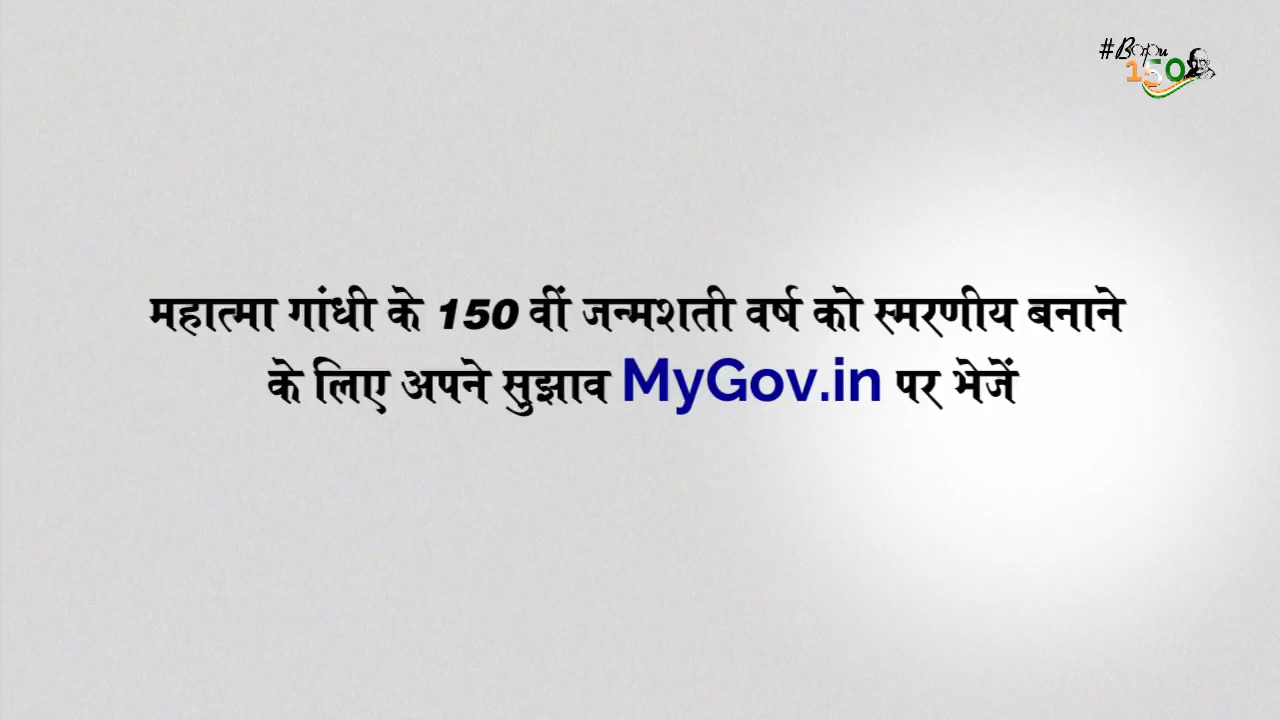 #Bapu
150
महात्मा गांधी के 150 वीं जन्मशती वर्ष को स्मरणीय बनाने
के लिए अपने सुझाव MyGov.in पर भेजें